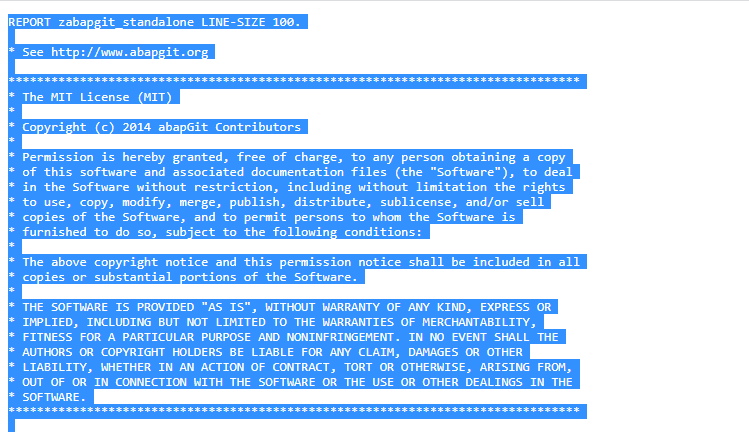 REPORT zabapgit_standalone LINE-SIZE 100.
*
* See http://www.abapgit.org
********************************************************************************
* The MIT License (MIT)
*
* Copyright (c) 2014 abapGit Contributors
*
* Permission is hereby granted, free of charge, to any person obtaining a copy
* of this software and associated documentation files (the "Software"), to deal
* in the Software without restriction, including without limitation the rights
* to use, copy, modify, merge, publish, distribute, sublicense, and/or sell
* copies of the Software, and to permit persons to whom the Software is
* furnished to do so, subject to the following conditions:
*
* The above copyright notice and this permission notice shall be included in all
* copies or substantial portions of the Software.
*
* THE SOFTWARE IS PROVIDED "AS IS", WITHOUT WARRANTY OF ANY KIND, EXPRESS OR
* IMPLIED, INCLUDING BUT NOT LIMITED TO THE WARRANTIES OF MERCHANTABILITY,
* FITNESS FOR A PARTICULAR PURPOSE AND NONINFRINGEMENT. IN NO EVENT SHALL THE
* AUTHORS OR COPYRIGHT HOLDERS BE LIABLE FOR ANY CLAIM, DAMAGES OR OTHER
* LIABILITY, WHETHER IN AN ACTION OF CONTRACT, TORT OR OTHERWISE, ARISING FROM,
* OUT OF OR IN CONNECTION WITH THE SOFTWARE OR THE USE OR OTHER DEALINGS IN THE
* SOFTWARE.
********************************************************************************